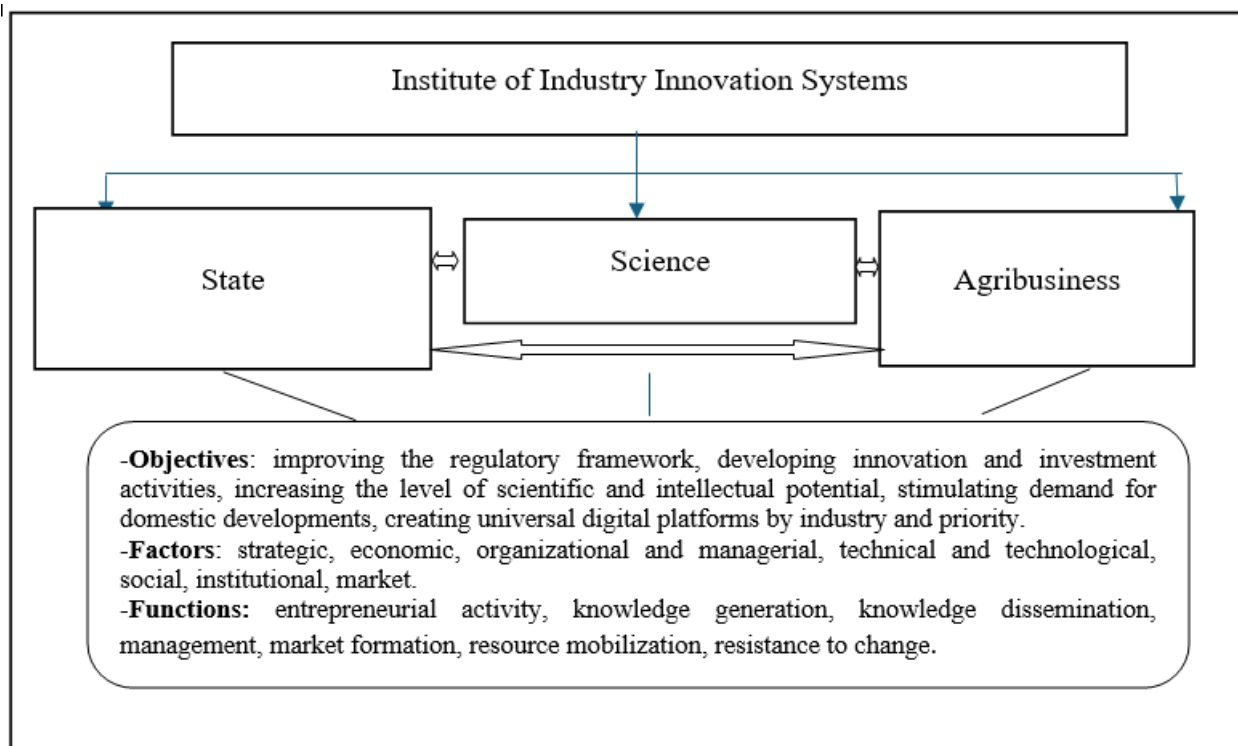 Institute of Industry Innovation Systems
State
Science
Agribusiness
-Objectives: improving the regulatory framework, developing innovation and investment
activities, increasing the level of scientific and intellectual potential, stimulating demand for
domestic developments, creating universal digital platforms by industry and priority.
-Factors: strategic, economic, organizational and managerial, technical and technological,
social, institutional, market.
-Functions: entrepreneurial activity, knowledge generation, knowledge dissemination,
management, market formation, resource mobilization, resistance to change.